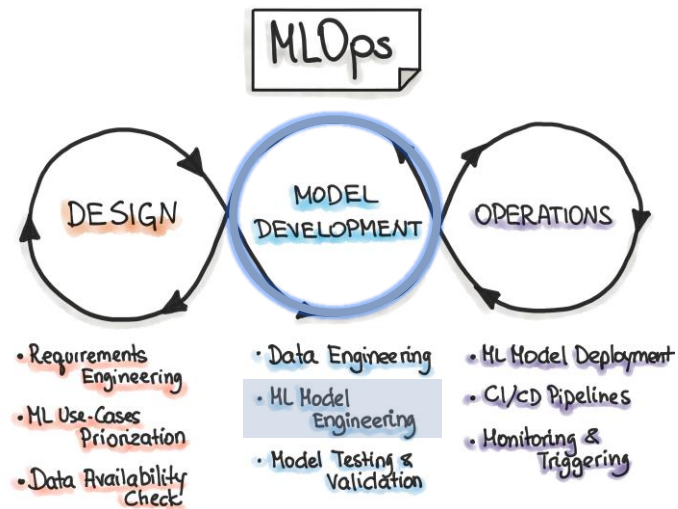 MLOps
DESIGN
MODEL
DEVELOPMENT
OPERATIONS
• Requirements
Engineering
• ML Use-Cases
Priorization
• Data Availability
Check
• Data Engineering
• ML Model
Engineering
• Model Testing &
Validation
• ML Model Deployment
• CI/CD Pipelines
• Monitoring &
Triggering